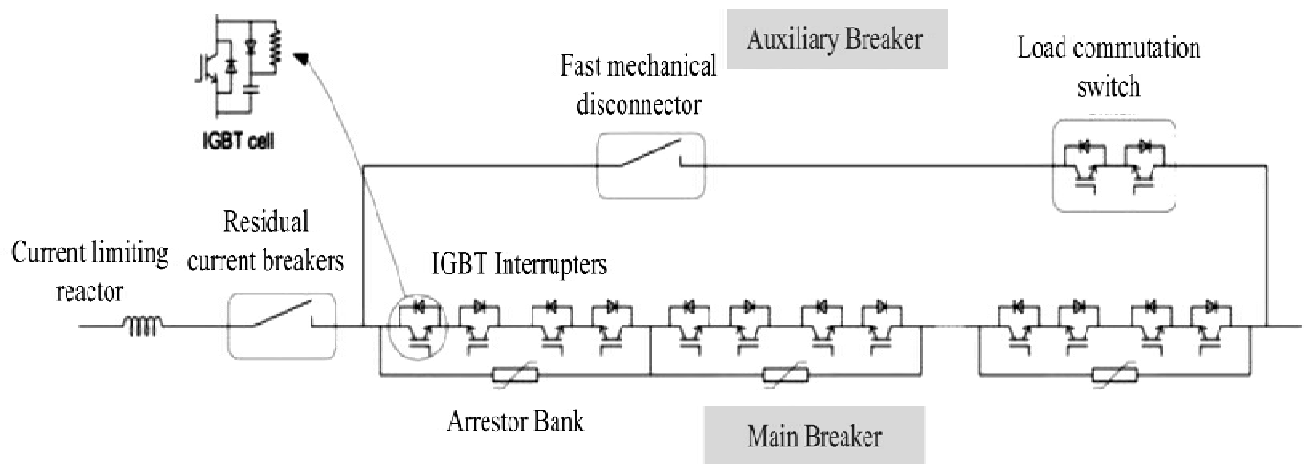 Auxiliary Breaker
Load commutation
switch
Fast mechanical
disconnector
IGBT cell
Residual
current breakers
Current limiting
reactor
IGBT Interrupters
Arrestor Bank
Main Breaker